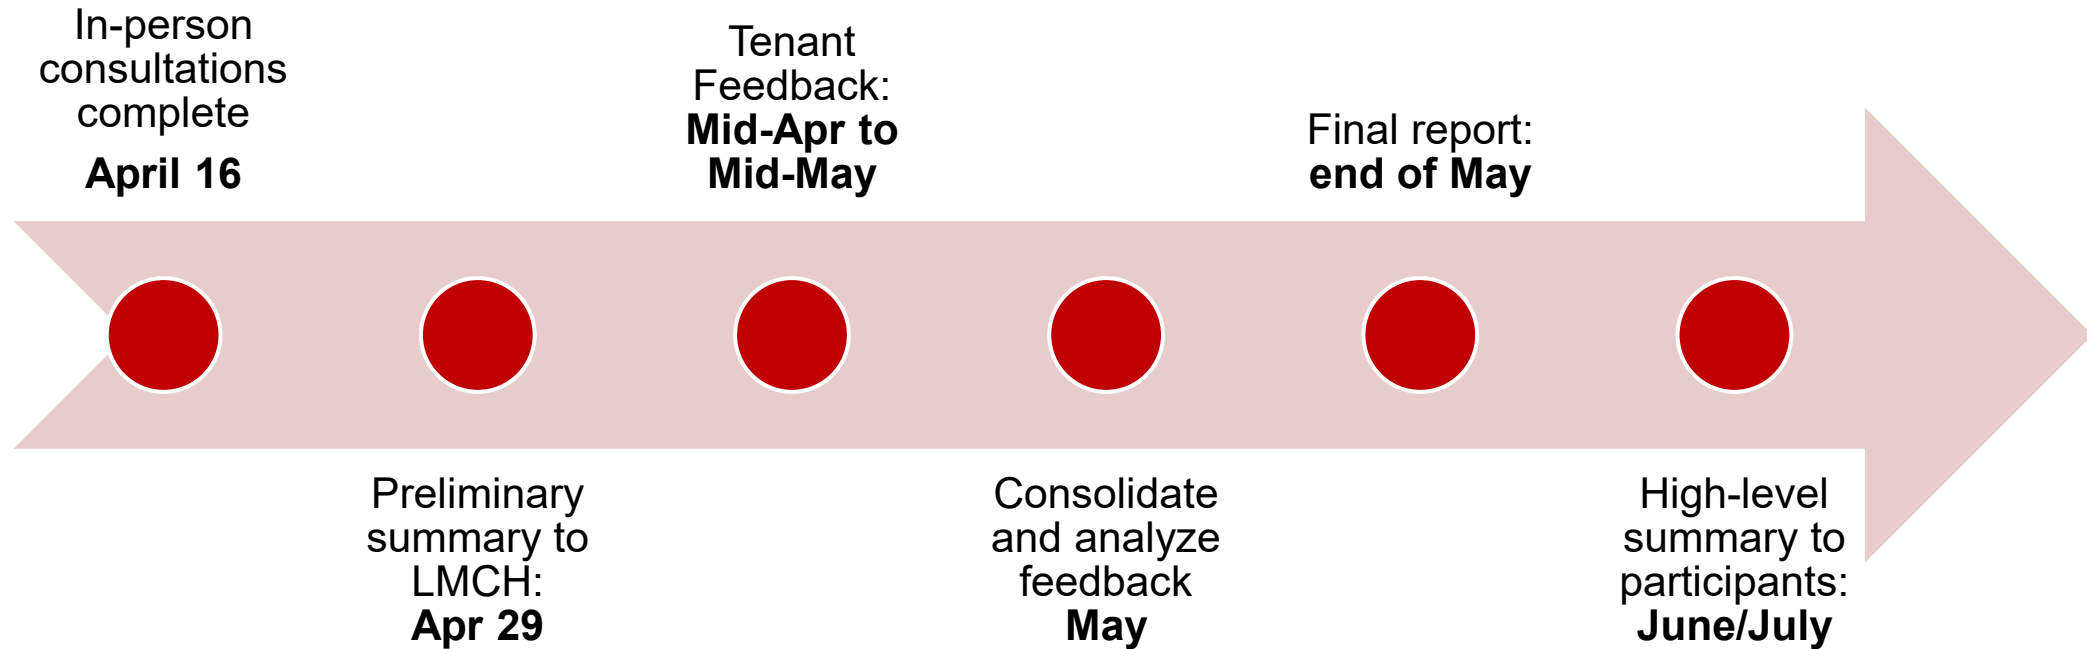 In-person
consultations
complete
April 16
Preliminary
summary to
LMCH:
Apr 29
Tenant
Feedback:
Mid-Apr to
Mid-May
Consolidate
and analyze
feedback
May
Final report:
end of May
High-level
summary to
participants:
June/July